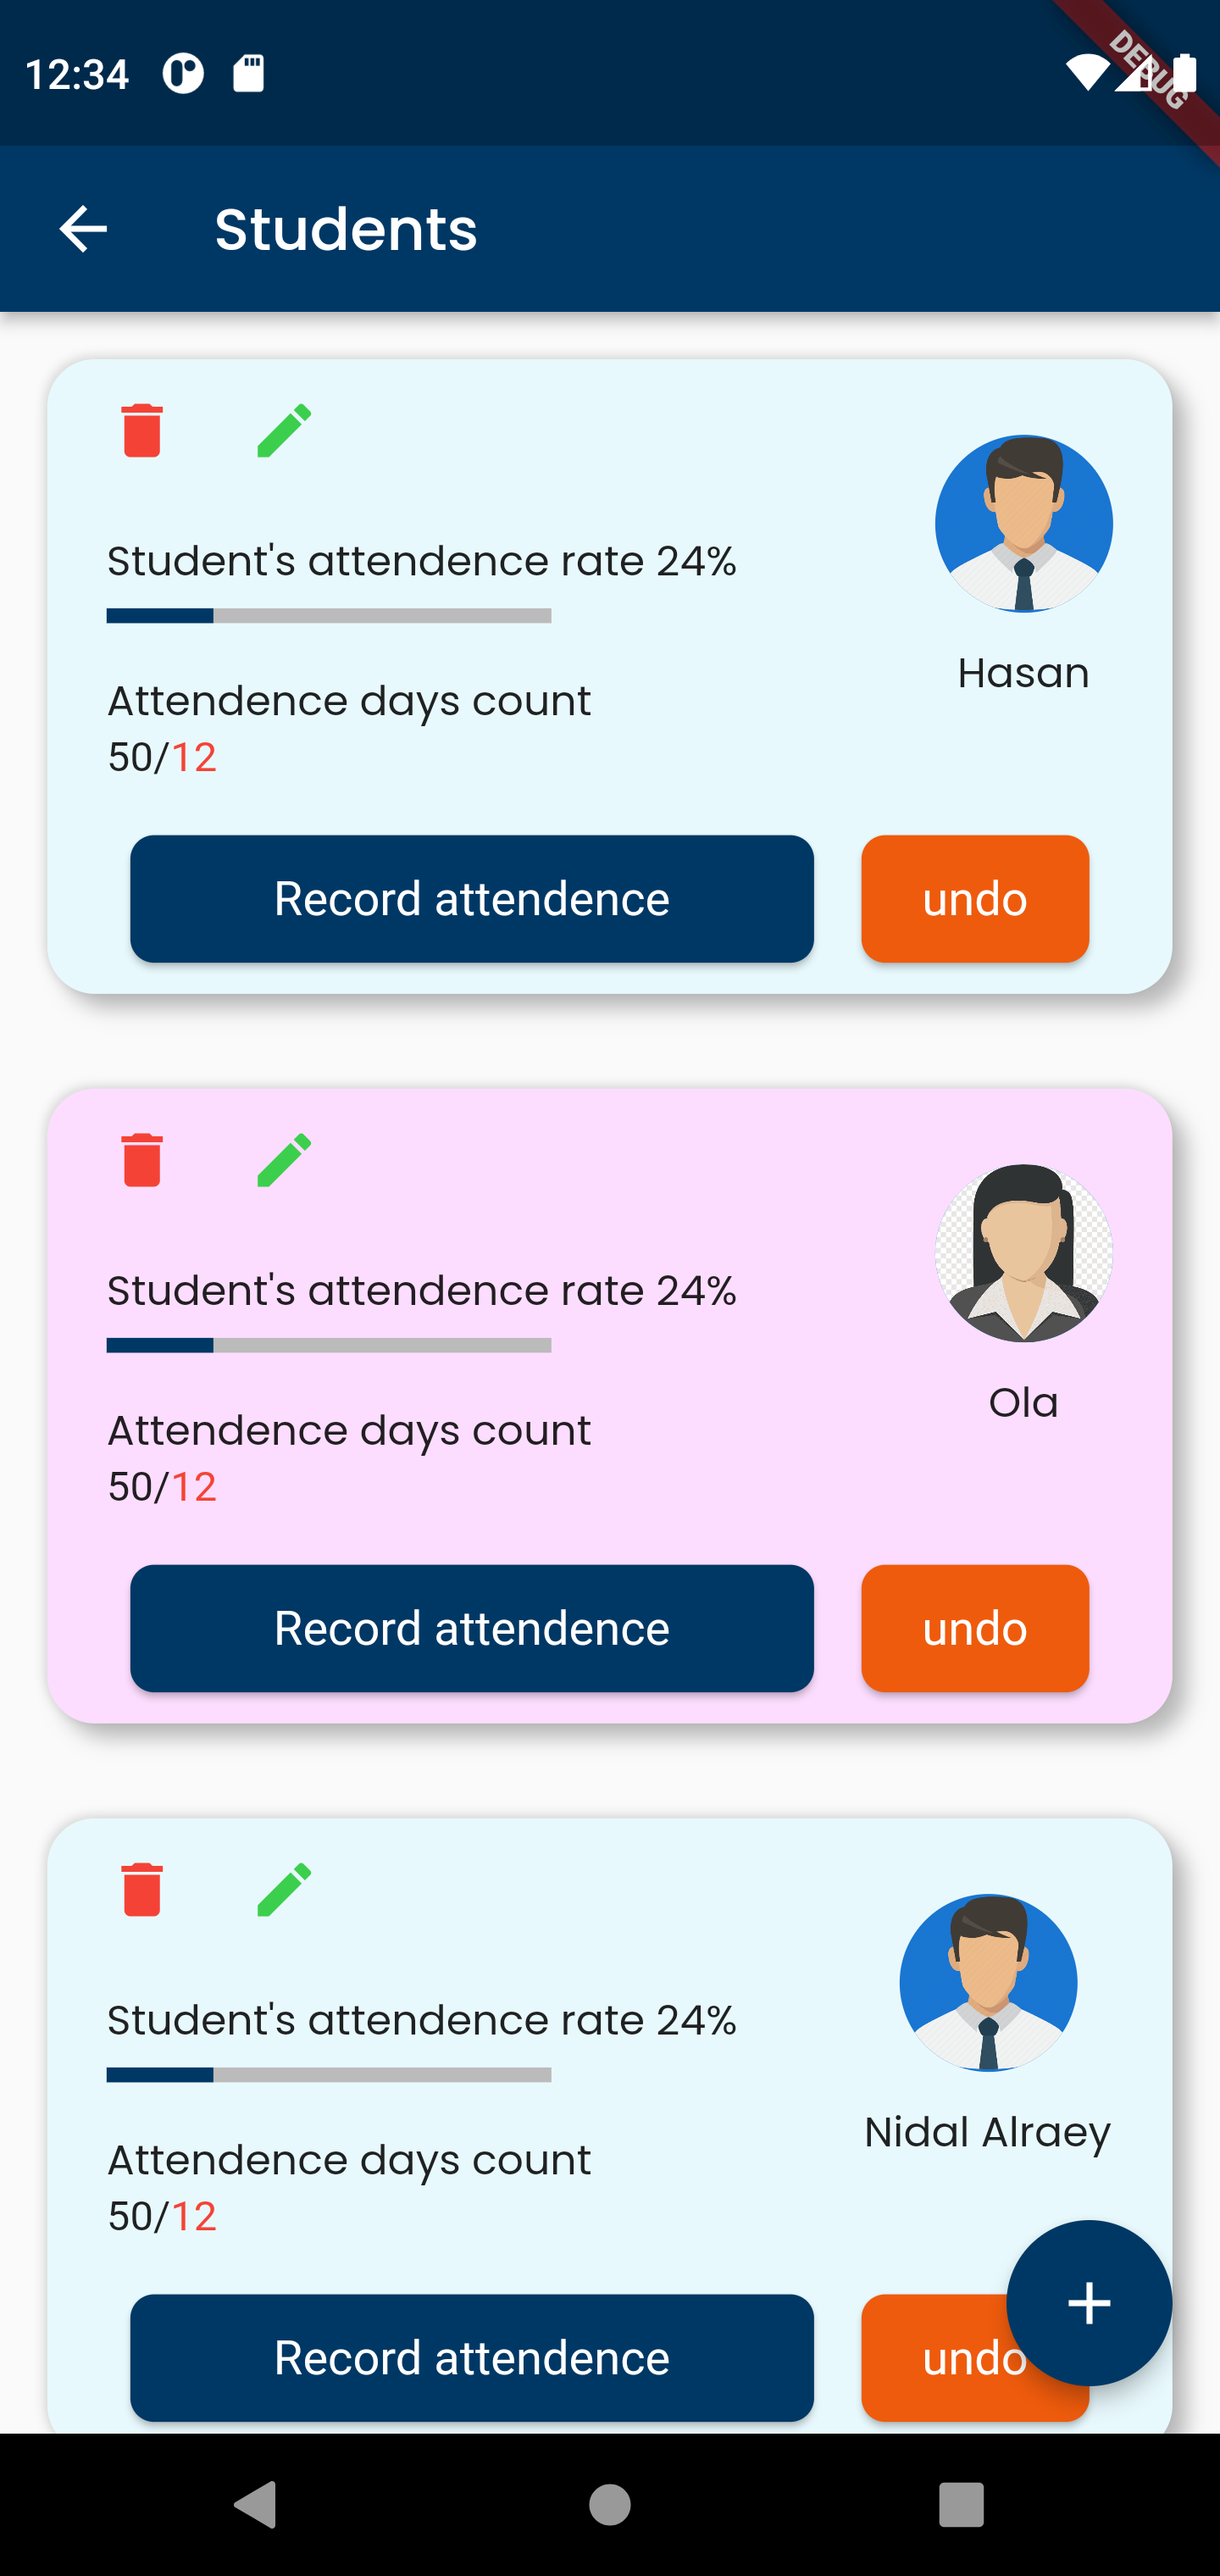 12:34
DEBUG
Students
Student's attendence rate 24%
Hasan
Attendence days count
50/12
Record attendence
undo
Student's attendence rate 24%
Ola
Attendence days count
50/12
Record attendence
undo
Student's attendence rate 24%
Nidal Alraey
Attendence days count
50/12
Record attendence
undo